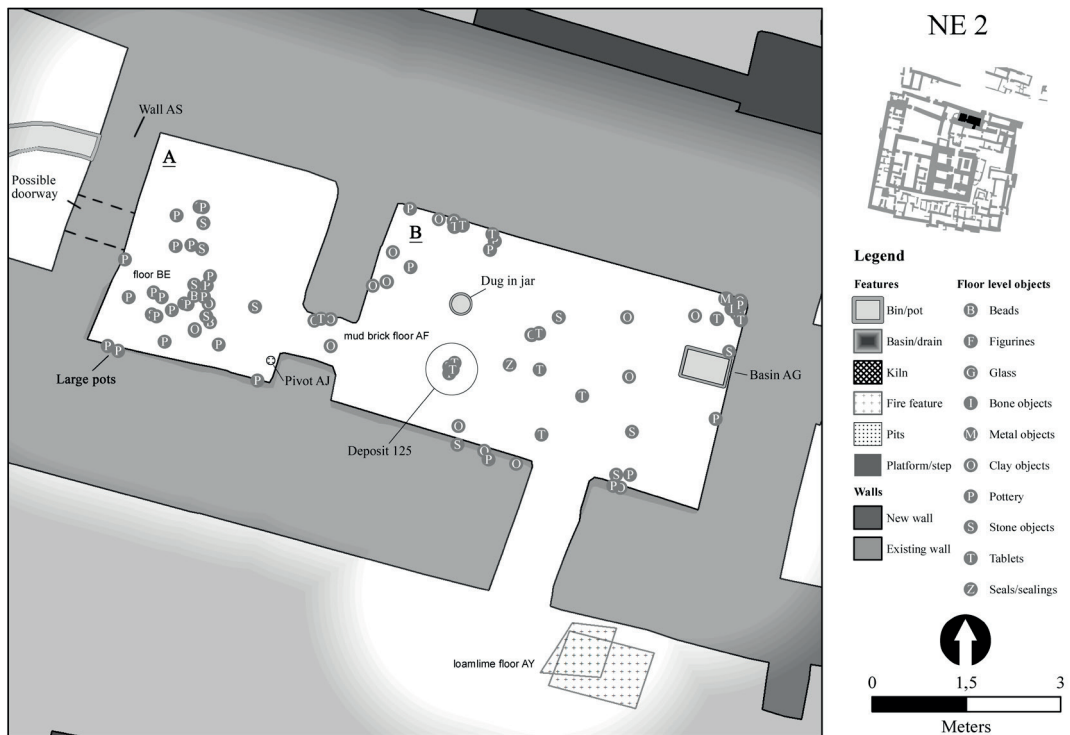 NE 2
Wall AS
A
Possible
doorway
B
floor BE
Dug in jar
mud brick floor AF
Large pots
Pivot AJ
Basin AG
Deposit 125
loamlime floor AY
Legend
Features
Bin/pot
Basin/drain
Kiln
Fire feature
Pits
Platform/step
Walls
New wall
Existing wall
Floor level objects
B Beads
F Figurines
G Glass
I Bone objects
M Metal objects
O Clay objects
P Pottery
S Stone objects
T Tablets
Z Seals/sealings
0 1,5 3
Meters